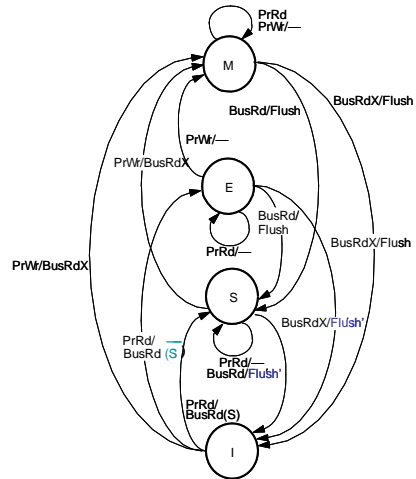 PrRd
PrWr/—
M
BusRd/Flush
BusRdX/Flush
PrWr/—
PrWr/BusRdX
E
BusRd/
Flush
PrRd/—
BusRdX/Flush
PrWr/BusRdX
S
BusRdX/Flush'
PrRd/
BusRd(S̅)
PrRd/—
BusRd/Flush'
PrRd/
BusRd(S)
I